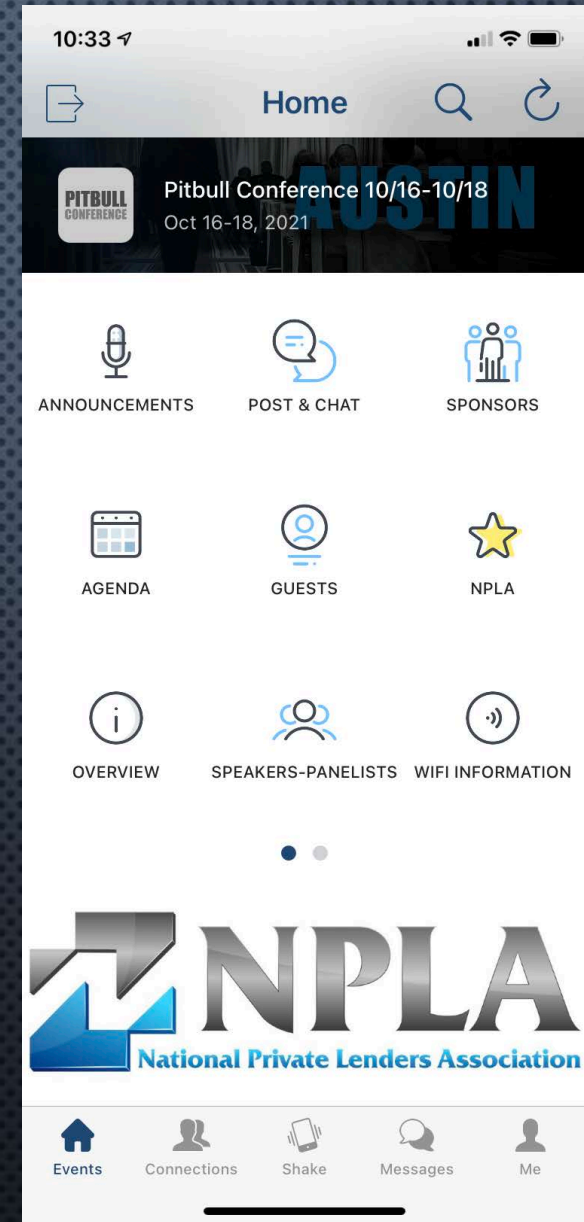 10:33
Home
AUSTIN
PITBULL
CONFERENCE
Pitbull Conference 10/16-10/18
Oct 16-18, 2021
ANNOUNCEMENTS
POST & CHAT
SPONSORS
AGENDA
GUESTS
NPLA
OVERVIEW
SPEAKERS-PANELISTS
WIFI INFORMATION
NPLA
National Private Lenders Association
Events
Connections
Shake
Messages
Me